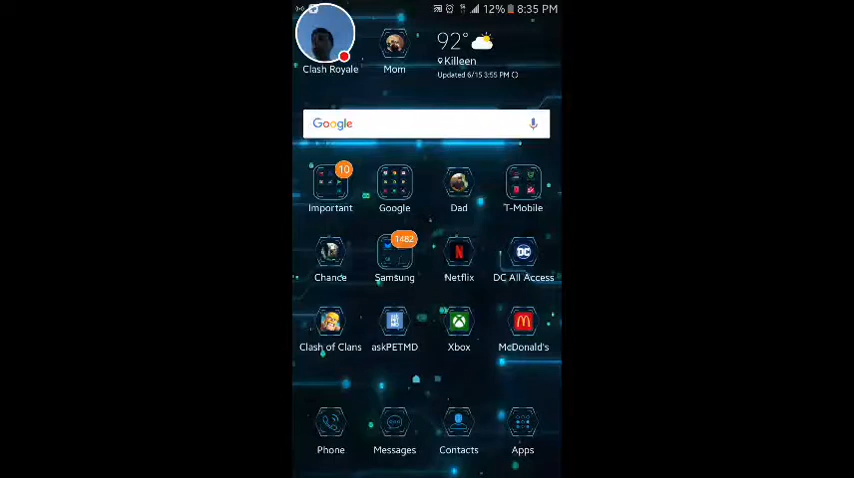 12% 8:35 PM
Clash Royale
Mom
92°
Killeen
Updated 6/15 3:55 PM
Google
10
Important
Google
Dad
T-Mobile
1482
DC
Chance
Samsung
Netflix
DC All Access
Clash of Clans
askPETMD
Xbox
McDonald's
Phone
Messages
Contacts
Apps